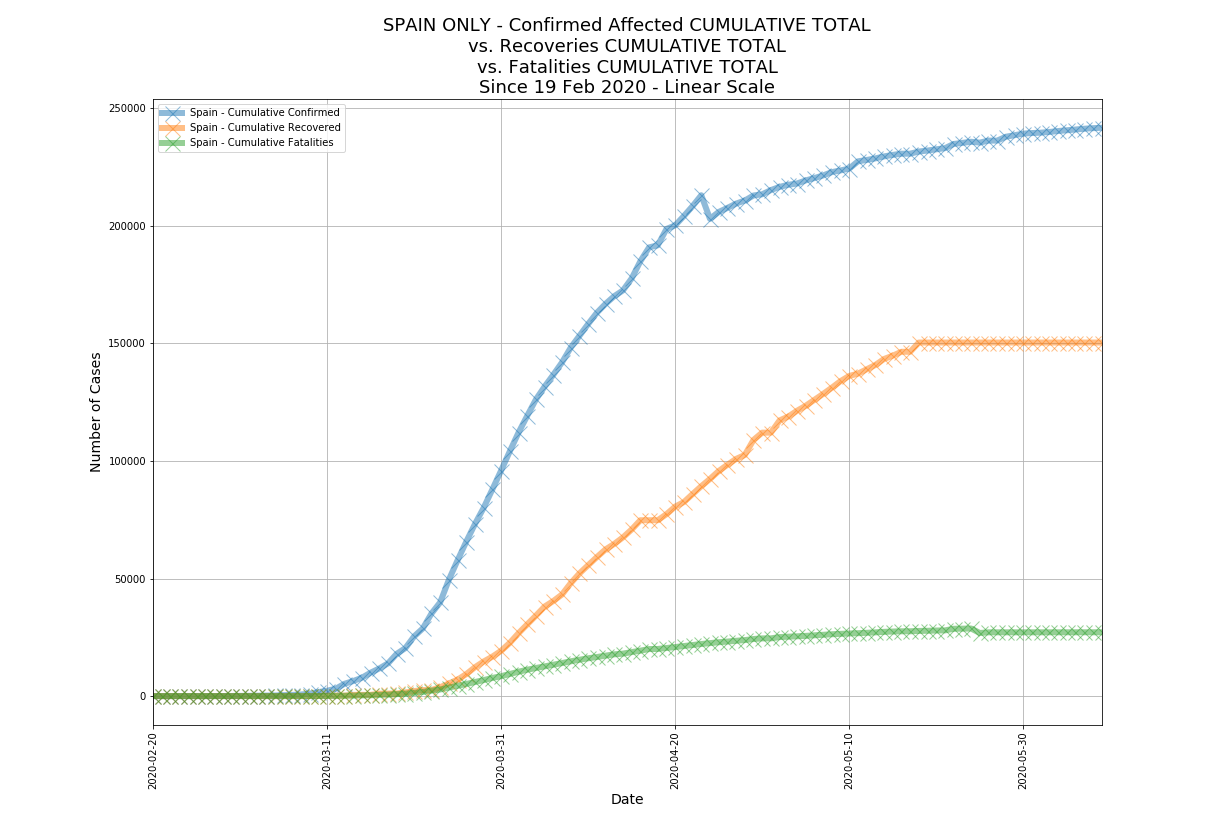 SPAIN ONLY - Confirmed Affected CUMULATIVE TOTAL
vs. Recoveries CUMULATIVE TOTAL
vs. Fatalities CUMULATIVE TOTAL
Since 19 Feb 2020 - Linear Scale
Spain - Cumulative Confirmed
Spain - Cumulative Recovered
Spain - Cumulative Fatalities
250000
200000
150000
100000
50000
0
Number of Cases
2020-02-20
2020-03-11
2020-03-31
2020-04-20
2020-05-10
2020-05-30
Date